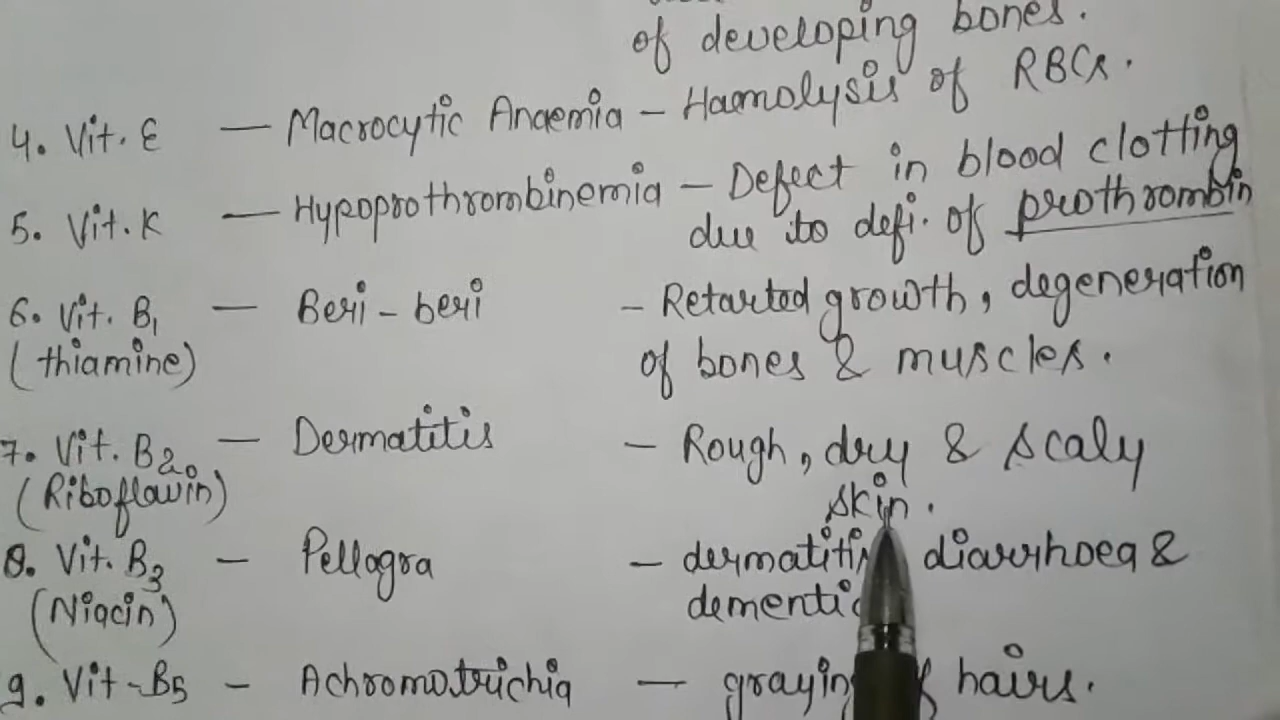 of developing bones.
4. Vit. E — Macrocytic Anaemia — Haemolysis of RBCs.
5. Vit. K — Hypoprothrombinemia — Defect in blood clotting
due to defi. of prothrombin
6. Vit. B1 — Beri-beri — Retarted growth, degeneration
(thiamine) of bones & muscles.
7. Vit. B2 — Dermatitis — Rough, dry & scaly
(Riboflavin) skin.
8. Vit. B3 — Pellagra — dermatitis diarrhoea &
(Niacin) dementia
9. Vit-B5 — Achromotrichia — graying of hairs.